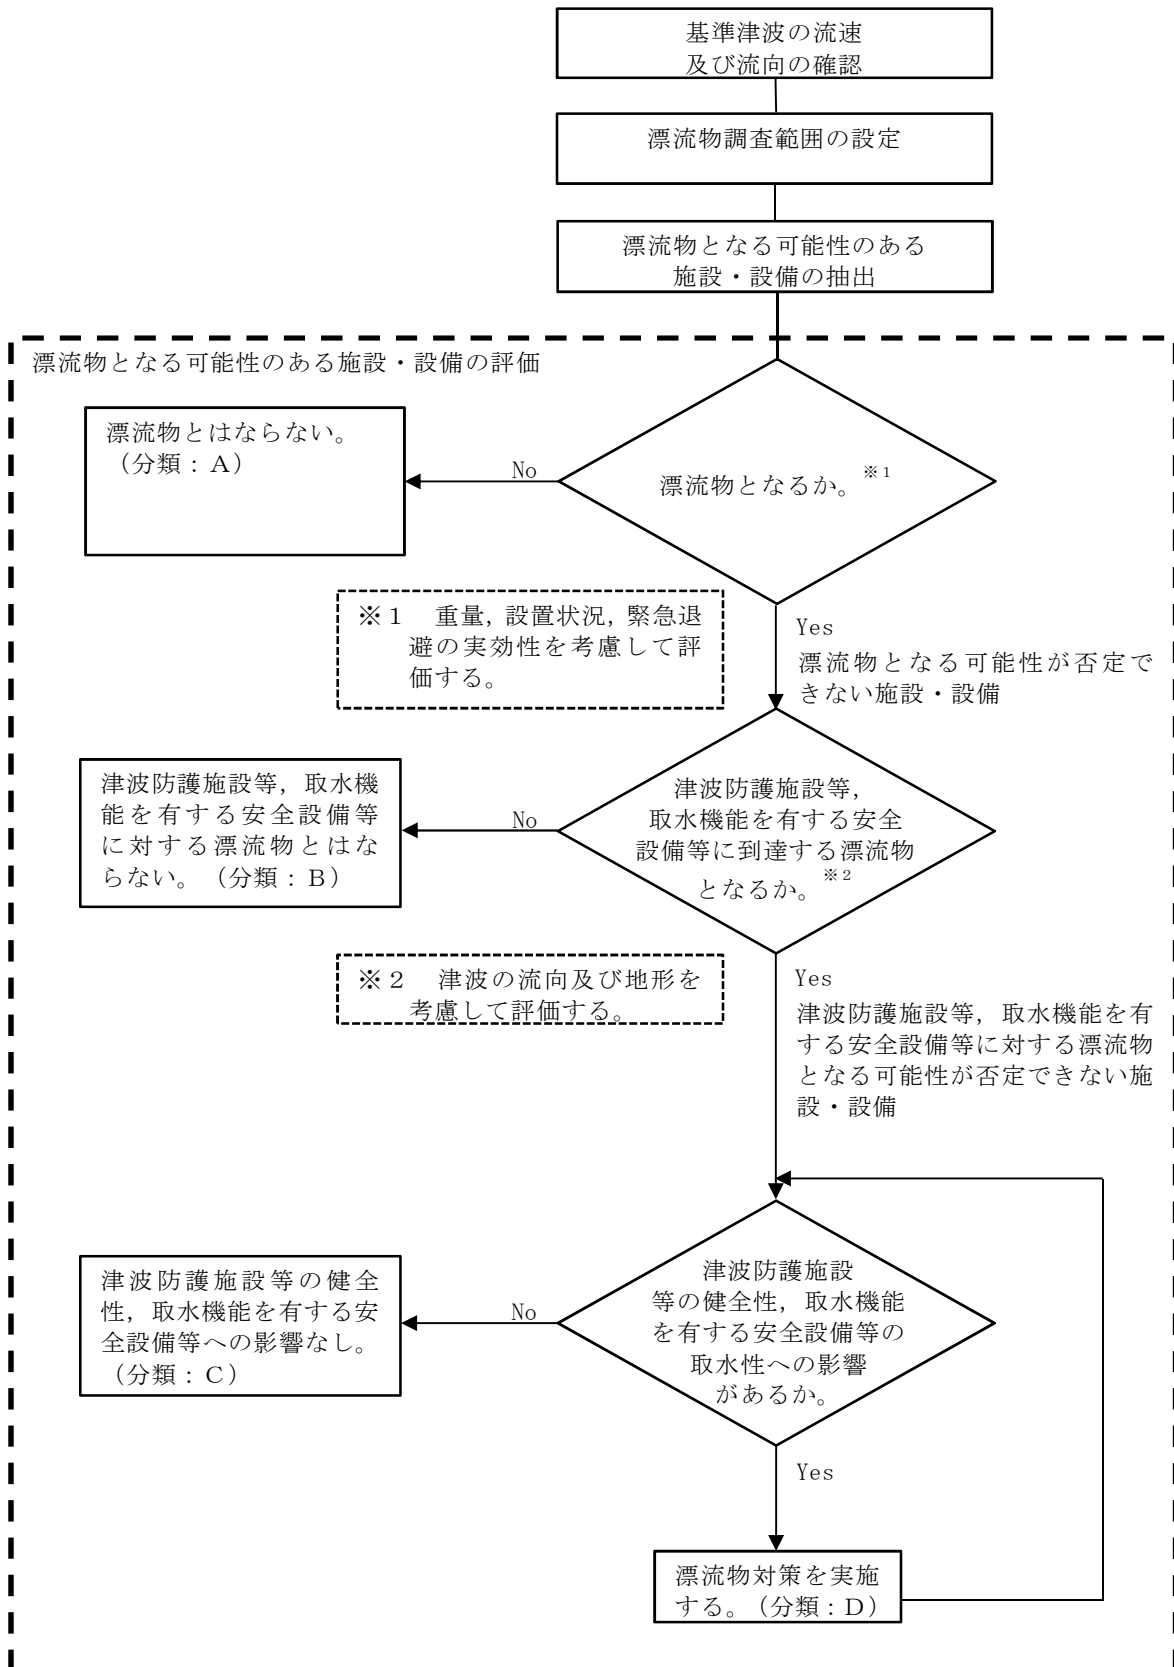 基準津波の流速
及び流向の確認
漂流物調査範囲の設定
漂流物となる可能性のある
施設・設備の抽出
漂流物となる可能性のある施設・設備の評価
漂流物とはならない。
（分類：Ａ）
No
漂流物となるか。※１
※１　重量，設置状況，緊急退
避の実効性を考慮して評
価する。
Yes
漂流物となる可能性が否定で
きない施設・設備
津波防護施設等，取水機
能を有する安全設備等
に対する漂流物とはな
らない。（分類：Ｂ）
No
津波防護施設等，
取水機能を有する安全
設備等に到達する漂流物
となるか。※２
※２　津波の流向及び地形を
考慮して評価する。
Yes
津波防護施設等，取水機能を有
する安全設備等に対する漂流物
となる可能性が否定できない施
設・設備
津波防護施設等の健全
性，取水機能を有する安
全設備等への影響なし。
（分類：Ｃ）
No
津波防護施設
等の健全性，取水機能
を有する安全設備等の
取水性への影響
があるか。
Yes
漂流物対策を実施
する。（分類：Ｄ）